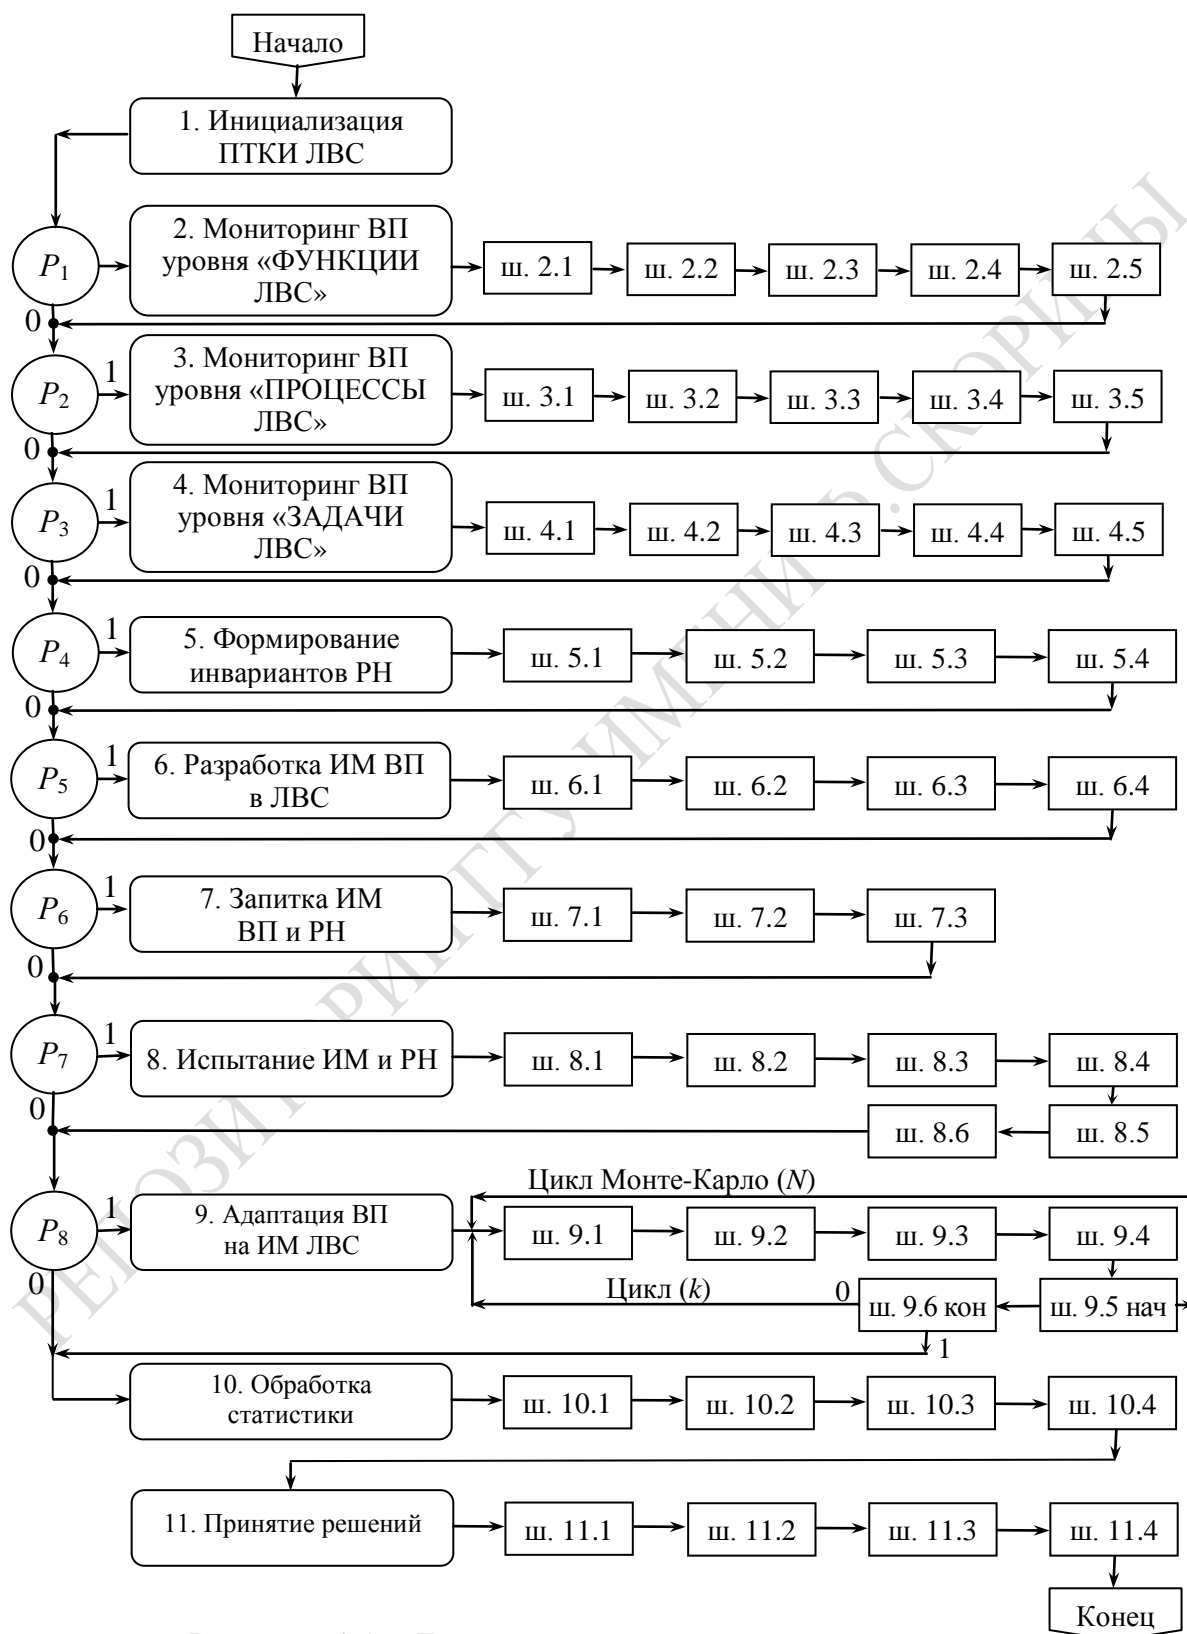 Начало
1. Инициализация
ПТКИ ЛВС
P1
2. Мониторинг ВП
уровня «ФУНКЦИИ
ЛВС»
ш. 2.1
ш. 2.2
ш. 2.3
ш. 2.4
ш. 2.5
0
P2
1
3. Мониторинг ВП
уровня «ПРОЦЕССЫ
ЛВС»
ш. 3.1
ш. 3.2
ш. 3.3
ш. 3.4
ш. 3.5
0
P3
1
4. Мониторинг ВП
уровня «ЗАДАЧИ
ЛВС»
ш. 4.1
ш. 4.2
ш. 4.3
ш. 4.4
ш. 4.5
0
P4
1
5. Формирование
инвариантов РН
ш. 5.1
ш. 5.2
ш. 5.3
ш. 5.4
0
P5
1
6. Разработка ИМ ВП
в ЛВС
ш. 6.1
ш. 6.2
ш. 6.3
ш. 6.4
0
P6
1
7. Запитка ИМ
ВП и РН
ш. 7.1
ш. 7.2
ш. 7.3
0
P7
1
8. Испытание ИМ и РН
ш. 8.1
ш. 8.2
ш. 8.3
ш. 8.4
0
ш. 8.6
ш. 8.5
Цикл Монте-Карло (N)
P8
1
9. Адаптация ВП
на ИМ ЛВС
ш. 9.1
ш. 9.2
ш. 9.3
ш. 9.4
0
Цикл (k)
0
ш. 9.6 кон
ш. 9.5 нач
1
10. Обработка
статистики
ш. 10.1
ш. 10.2
ш. 10.3
ш. 10.4
11. Принятие решений
ш. 11.1
ш. 11.2
ш. 11.3
ш. 11.4
Конец